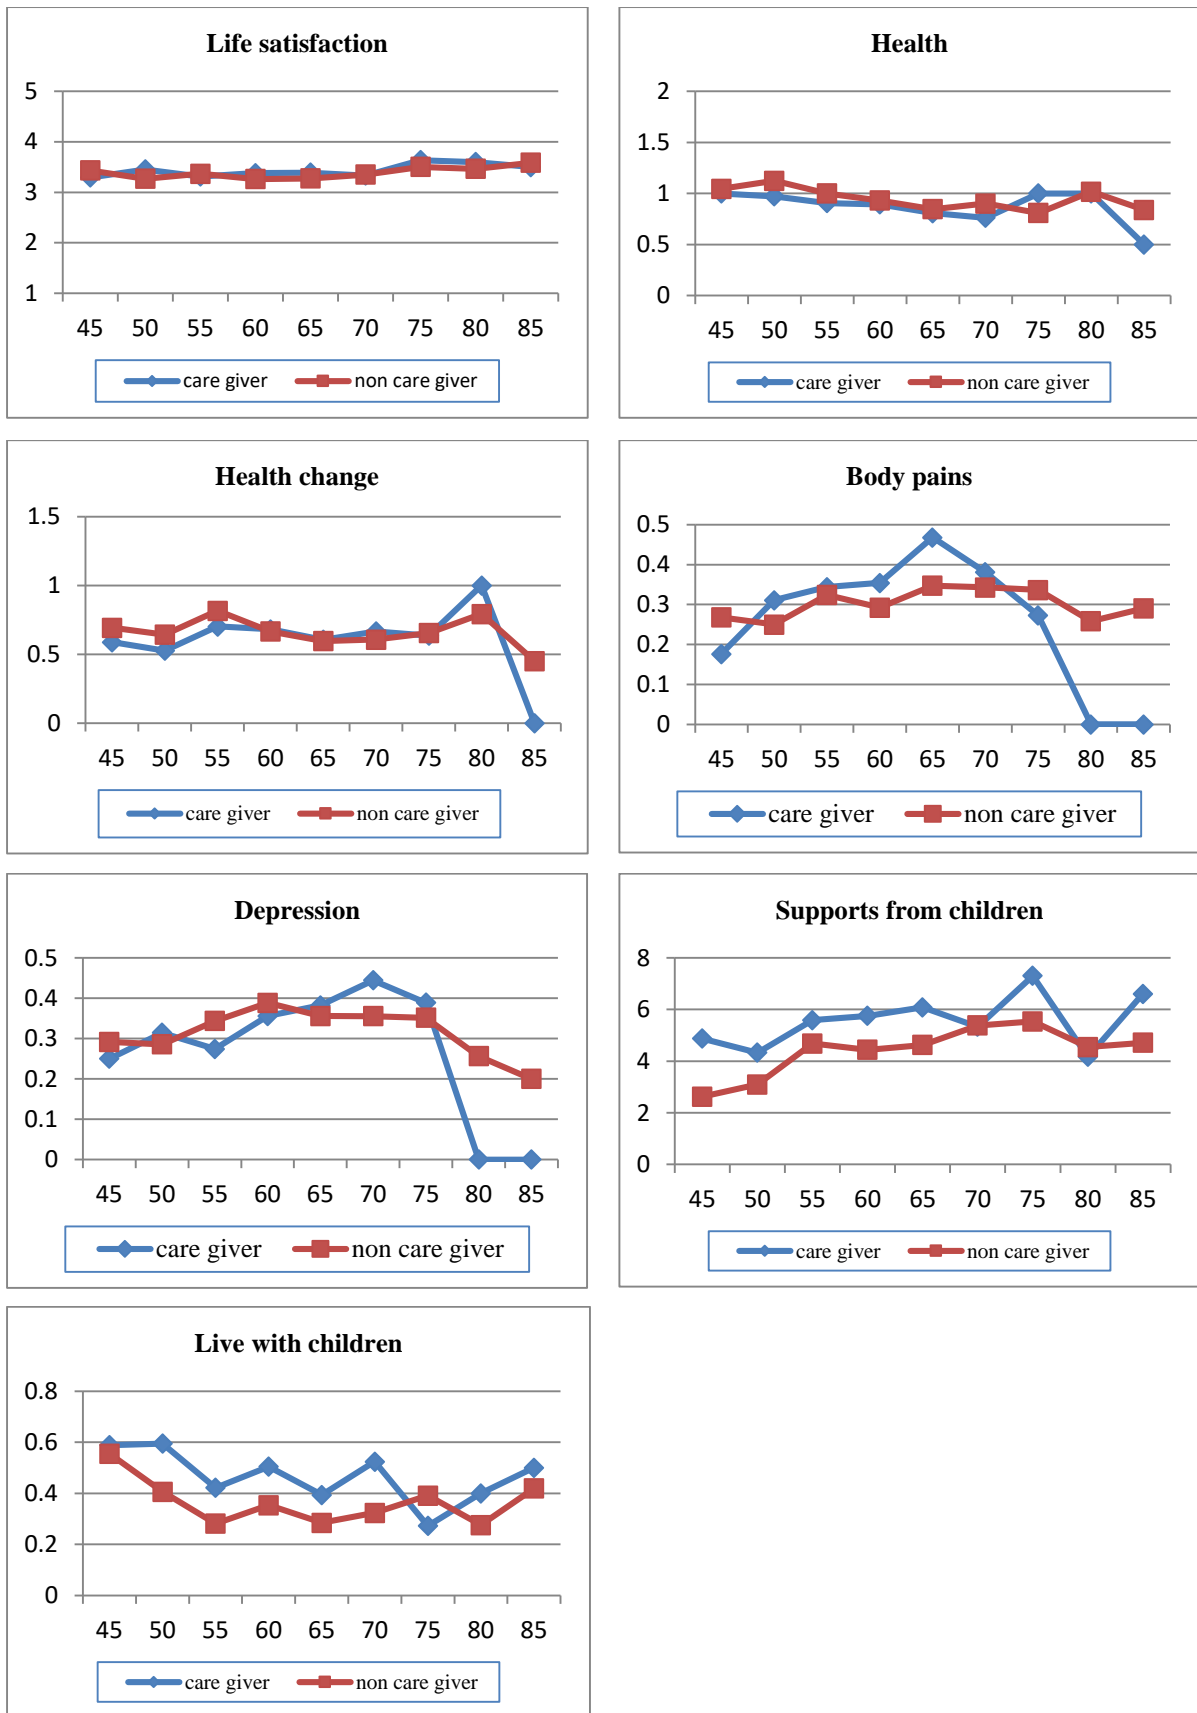 Life satisfaction
5
4
3
2
1
45 50 55 60 65 70 75 80 85
care giver non care giver
Health
2
1.5
1
0.5
0
45 50 55 60 65 70 75 80 85
care giver non care giver
Health change
1.5
1
0.5
0
45 50 55 60 65 70 75 80 85
care giver non care giver
Body pains
0.5
0.4
0.3
0.2
0.1
0
45 50 55 60 65 70 75 80 85
care giver non care giver
Depression
0.5
0.4
0.3
0.2
0.1
0
45 50 55 60 65 70 75 80 85
care giver non care giver
Supports from children
8
6
4
2
0
45 50 55 60 65 70 75 80 85
care giver non care giver
Live with children
0.8
0.6
0.4
0.2
0
45 50 55 60 65 70 75 80 85
care giver non care giver